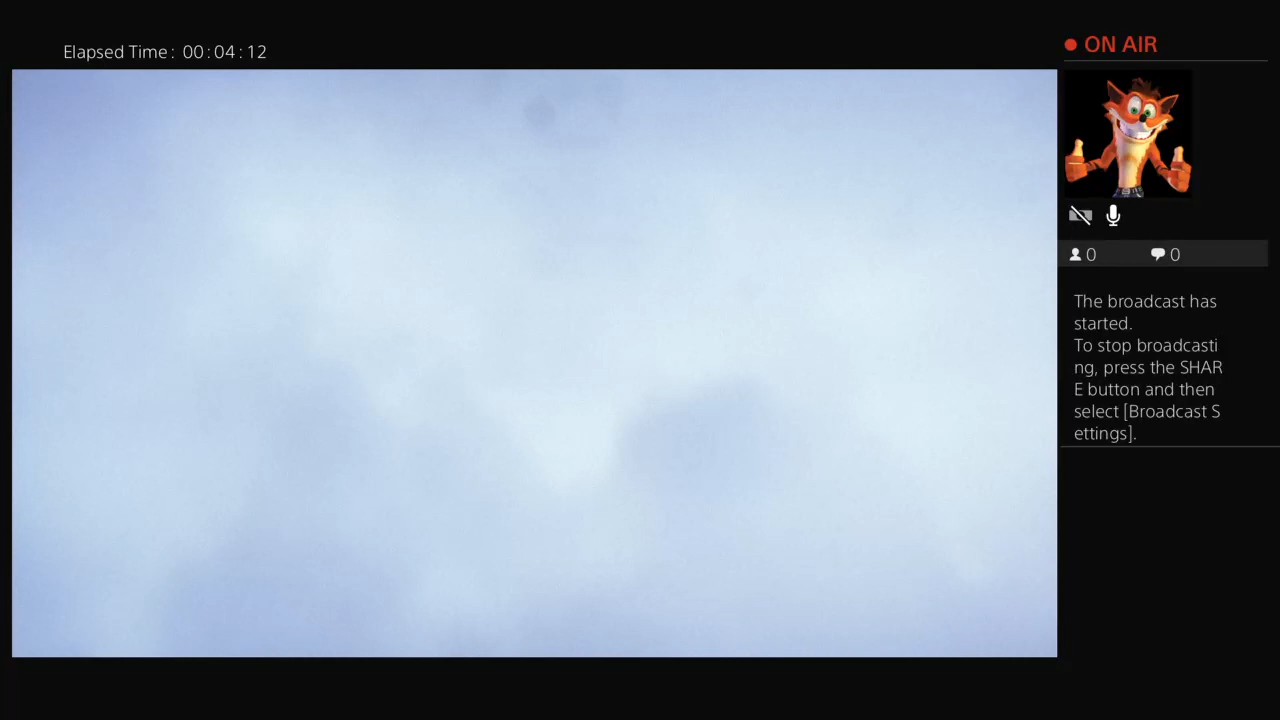 Elapsed Time: 00:04:12
ON AIR
0 0
The broadcast has
started.
To stop broadcasti
ng, press the SHAR
E button and then
select [Broadcast S
ettings].